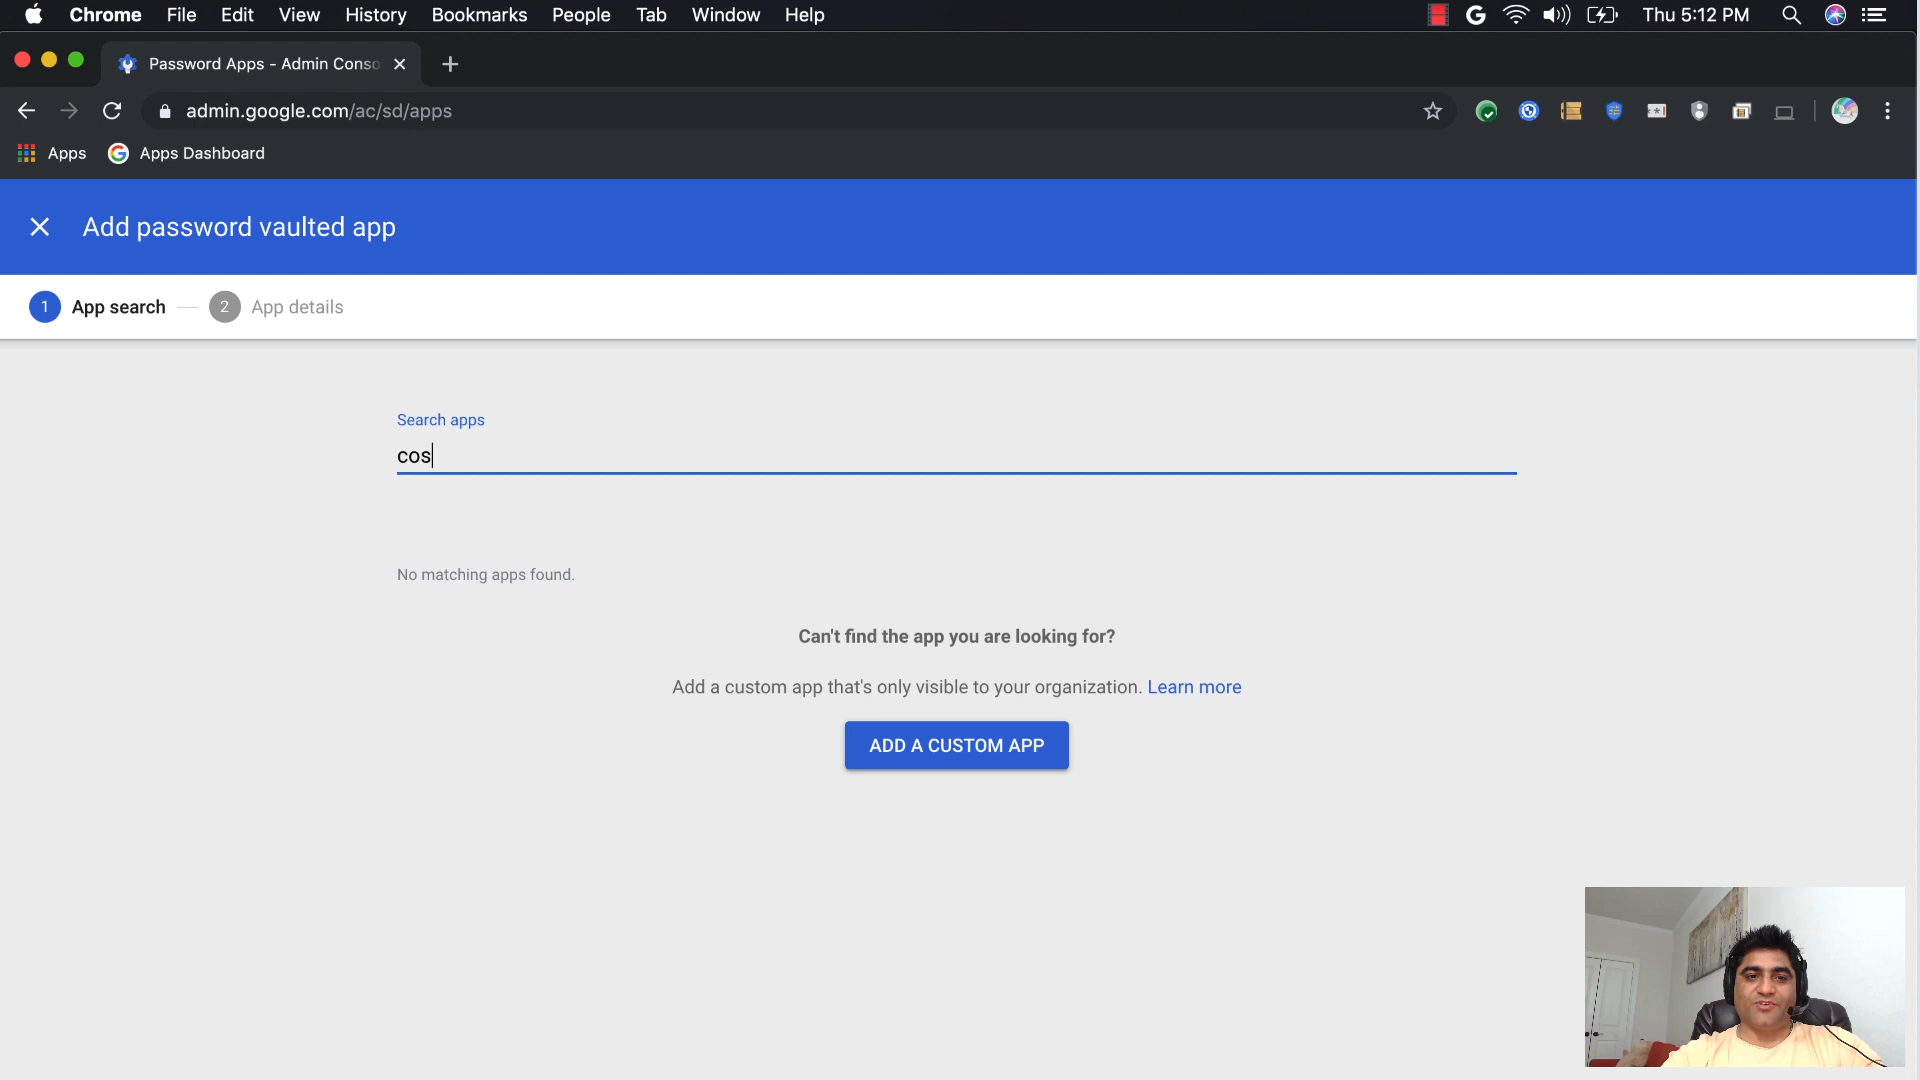 Chrome File Edit View History Bookmarks People Tab Window Help
Thu 5:12 PM
Password Apps - Admin Conso
admin.google.com/ac/sd/apps
Apps Apps Dashboard
Add password vaulted app
1 App search 2 App details
Search apps
cos
No matching apps found.
Can't find the app you are looking for?
Add a custom app that's only visible to your organization. Learn more
ADD A CUSTOM APP